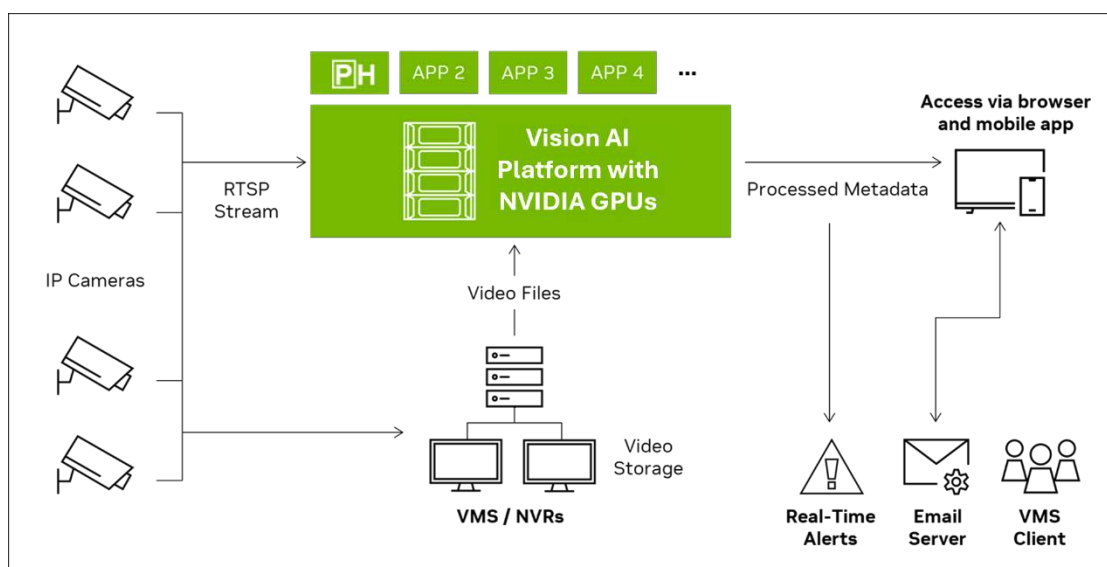 PH
APP 2
APP 3
APP 4
...
Access via browser
and mobile app
Vision AI
Platform with
NVIDIA GPUs
RTSP
Stream
Processed Metadata
IP Cameras
Video Files
Video
Storage
VMS / NVRs
Real-Time
Alerts
Email
Server
VMS
Client